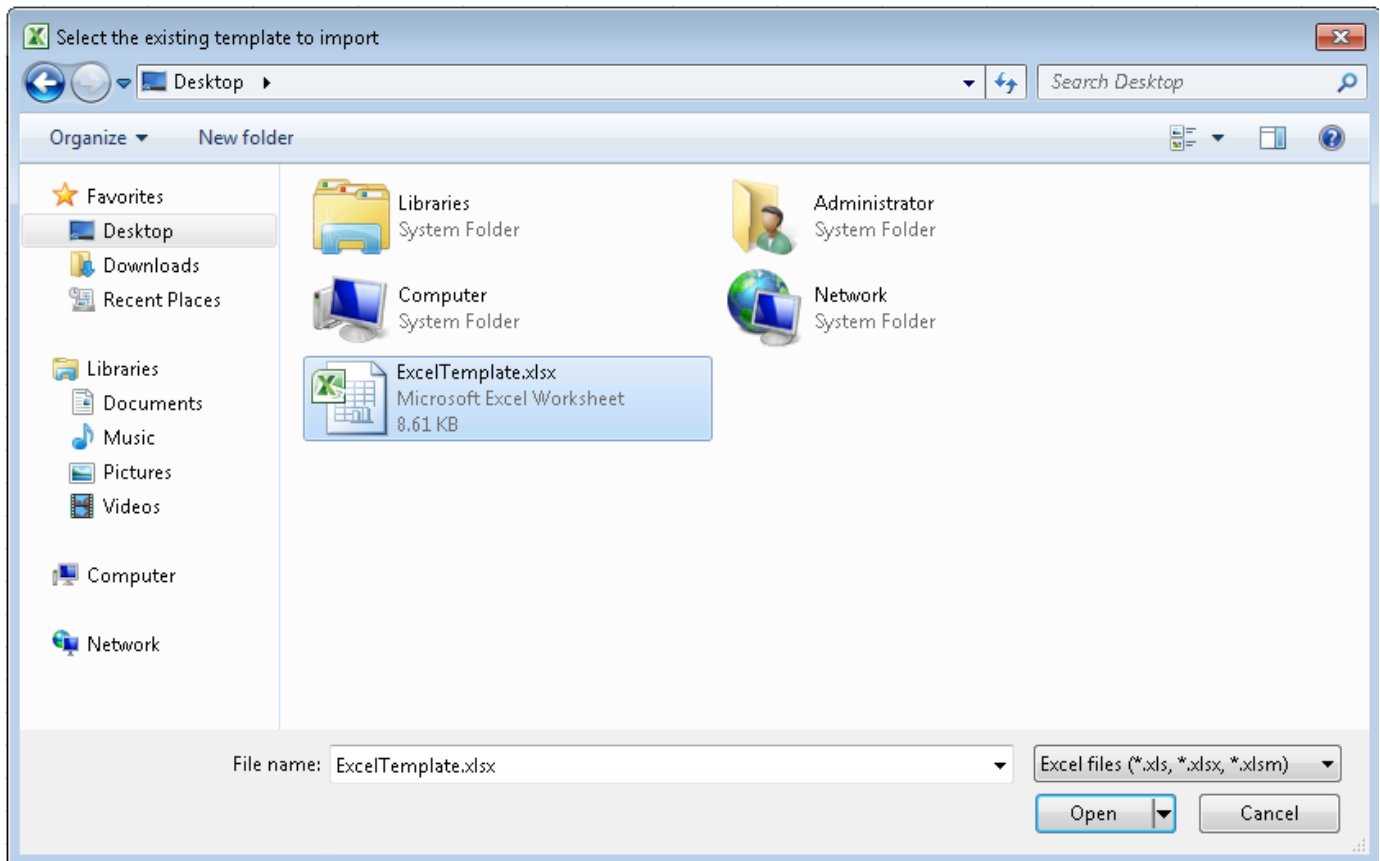 Select the existing template to import
Desktop
Search Desktop
Organize
New folder
Favorites
Desktop
Downloads
Recent Places
Libraries
Documents
Music
Pictures
Videos
Computer
Network
Libraries
System Folder
Administrator
System Folder
Computer
System Folder
Network
System Folder
ExcelTemplate.xlsx
Microsoft Excel Worksheet
8.61 KB
File name: ExcelTemplate.xlsx
Excel files (*.xls, *.xlsx, *.xlsm)
Open
Cancel